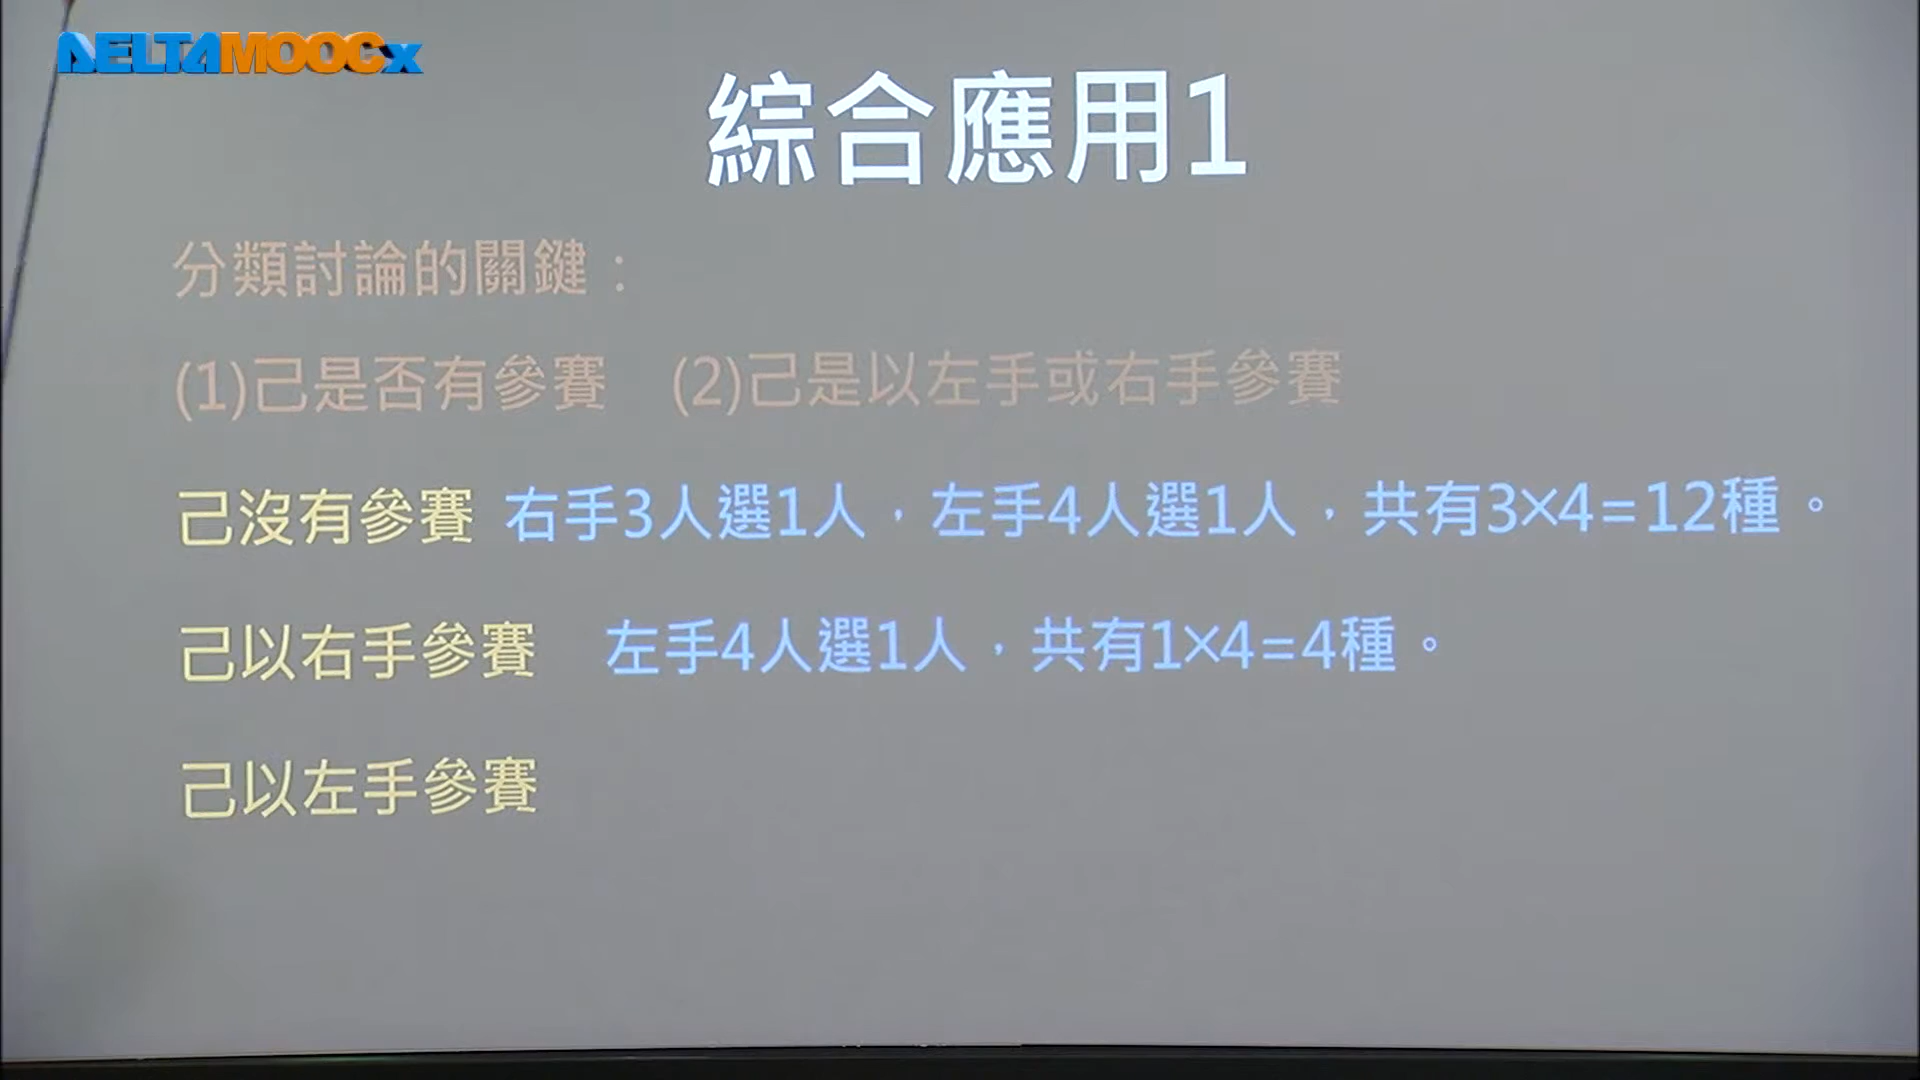 DELTAMOOCx
綜合應用1
分類討論的關鍵：
(1)己是否有參賽 (2)己是以左手或右手參賽
己沒有參賽 右手3人選1人，左手4人選1人，共有3×4=12種。
己以右手參賽 左手4人選1人，共有1×4=4種。
己以左手參賽